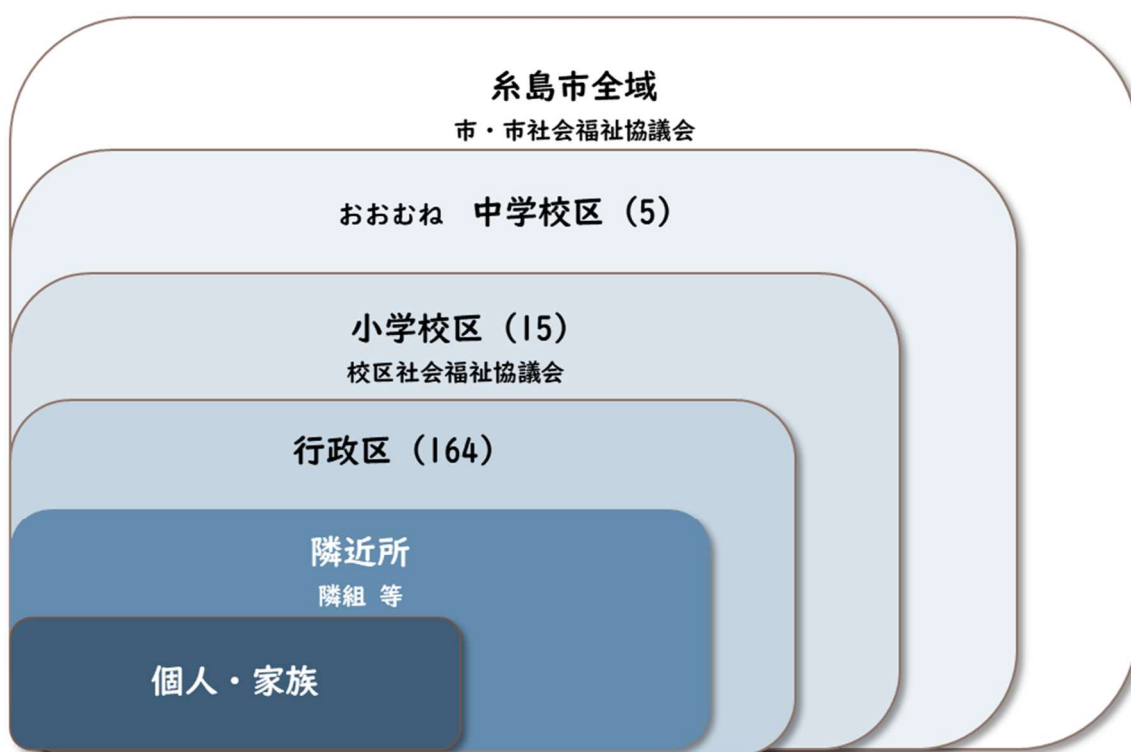 糸島市全域
市・市社会福祉協議会
おおむね　中学校区（5）
小学校区（15）
校区社会福祉協議会
行政区（164）
隣近所
隣組 等
個人・家族